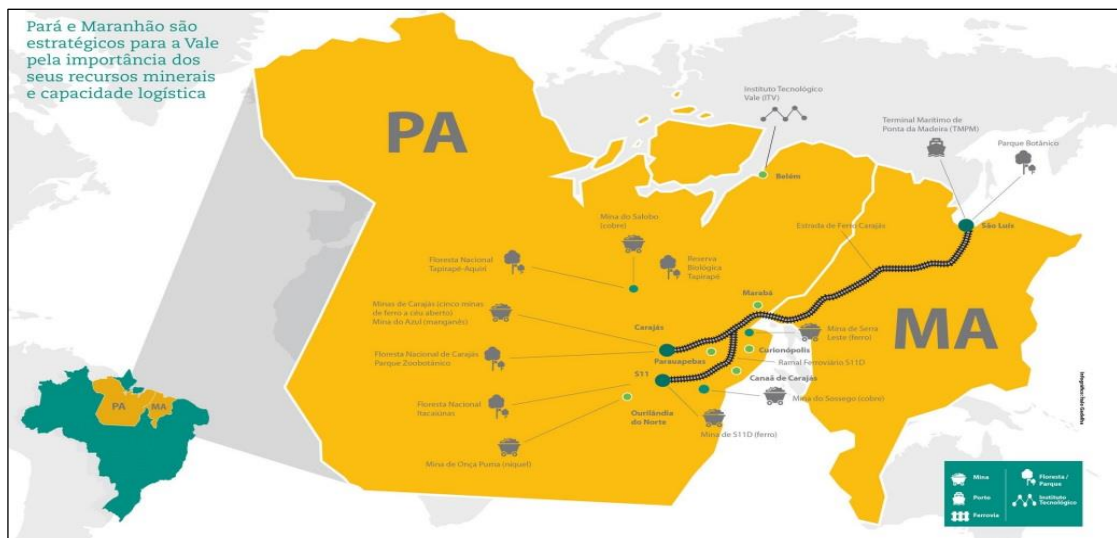 Pará e Maranhão são
estratégicos para a Vale
pela importância dos
seus recursos minerais
e capacidade logística
PA
MA
Instituto Tecnológico
Vale (ITV)
Belém
Terminal Marítimo de
Ponta da Madeira (TMPM)
Parque Botânico
São Luís
Estrada de Ferro Carajás
Mina do Salobo
(cobre)
Floresta Nacional
Tapirapé-Aquiri
Reserva
Biológica
Tapirapé
Minas de Carajás (cinco minas
de ferro a céu aberto)
Mina do Azul (manganês)
Carajás
Marabá
Mina de Serra
Leste (ferro)
Floresta Nacional de Carajás
Parque Zoobotânico
Parauapebas
Curionópolis
Ramal Ferroviário S11D
S11
Canaã de Carajás
Floresta Nacional
Itacaiúnas
Mina do Sossego (cobre)
Ourilândia
do Norte
Mina de S11D (ferro)
Mina de Onça Puma (níquel)
PA
MA
Mina
Porto
Ferrovia
Floresta /
Parque
Instituto
Tecnológico